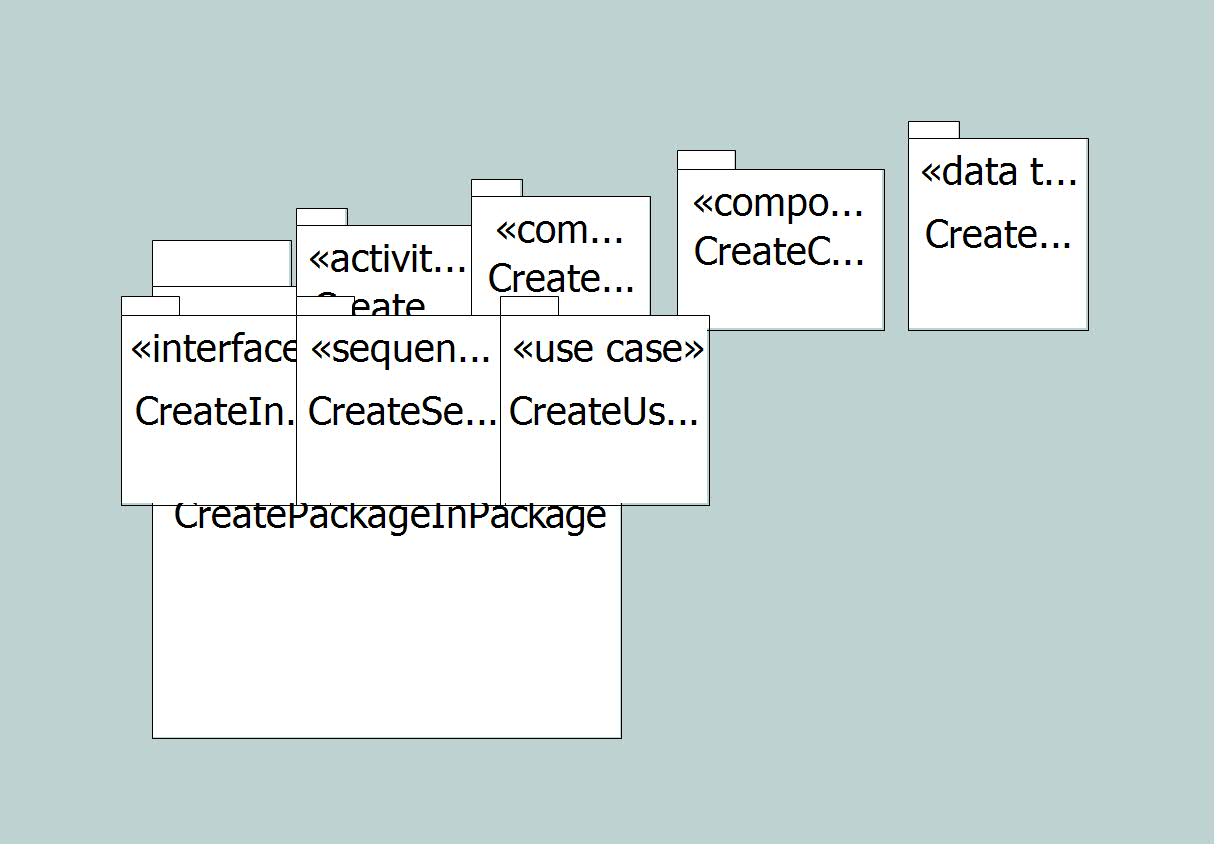 «data t...
Create...
«compo...
CreateC...
«com...
Create...
«activit...
Create
«interface
CreateIn.
«sequen...
CreateSe...
«use case»
CreateUs...
CreatePackageInPackage